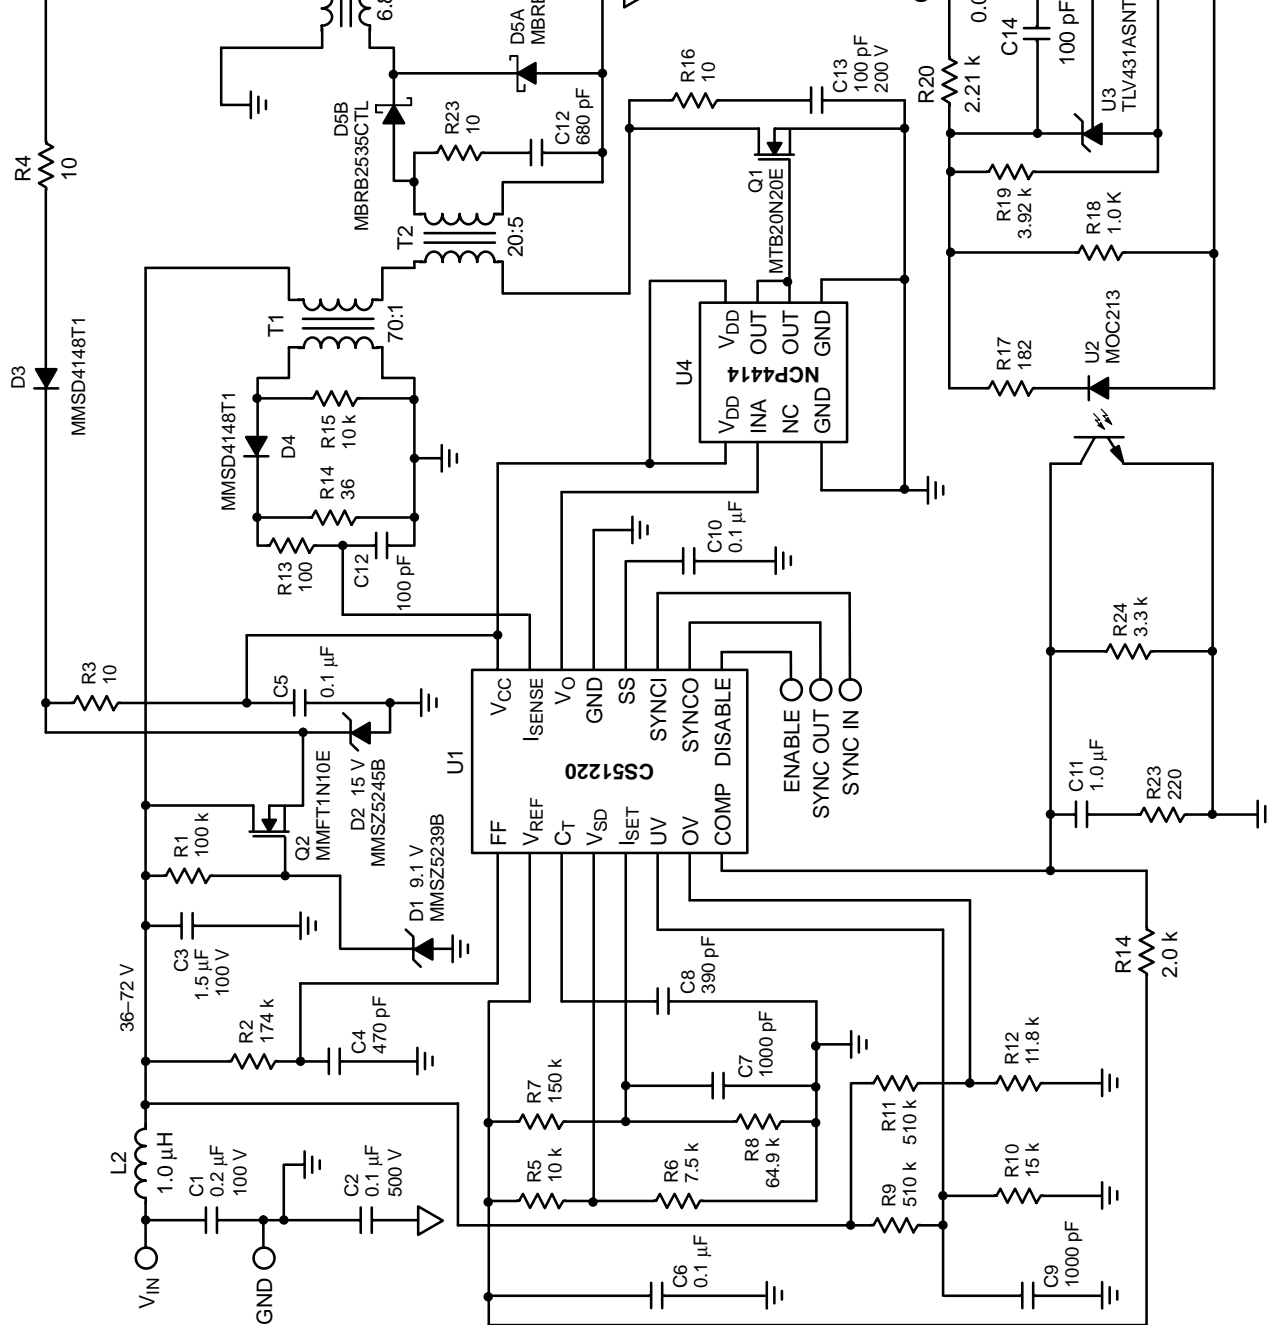 R4
10
D3
MMSD4148T1
6.8
D5A
MBRB
D5B
MBRB2535CTL
R23
10
C12
680 pF
R16
10
C13
100 pF
200 V
R20
2.21 k
0.0
C14
100 pF
U3
TLV431ASNT
T2
20:5
Q1
MTB20N20E
R19
3.92 k
R18
1.0 K
T1
70:1
MMSD4148T1
D4
R15
10 k
R14
36
R13
100
C12
100 pF
U4
VDD
OUT
OUT
GND
NCP4414
VDD
INA
NC
GND
R17
182
U2
MOC213
R3
10
C5
0.1 µF
C10
0.1 µF
R24
3.3 k
U1
VCC
ISENSE
VO
GND
SS
SYNCI
SYNCO
DISABLE
CS51220
FF
VREF
CT
VSD
ISET
UV
OV
COMP
ENABLE
SYNC OUT
SYNC IN
C11
1.0 µF
R23
220
R1
100 k
Q2
MMFT1N10E
D2 15 V
MMSZ5245B
D1 9.1 V
MMSZ5239B
C3
1.5 µF
100 V
36–72 V
R2
174 k
C4
470 pF
C8
390 pF
R14
2.0 k
L2
1.0 µH
R7
150 k
C7
1000 pF
R11
510 k
R12
11.8 k
VIN
C1
0.2 µF
100 V
GND
C2
0.1 µF
500 V
R5
10 k
R6
7.5 k
R8
64.9 k
R9
510 k
R10
15 k
C6
0.1 µF
C9
1000 pF